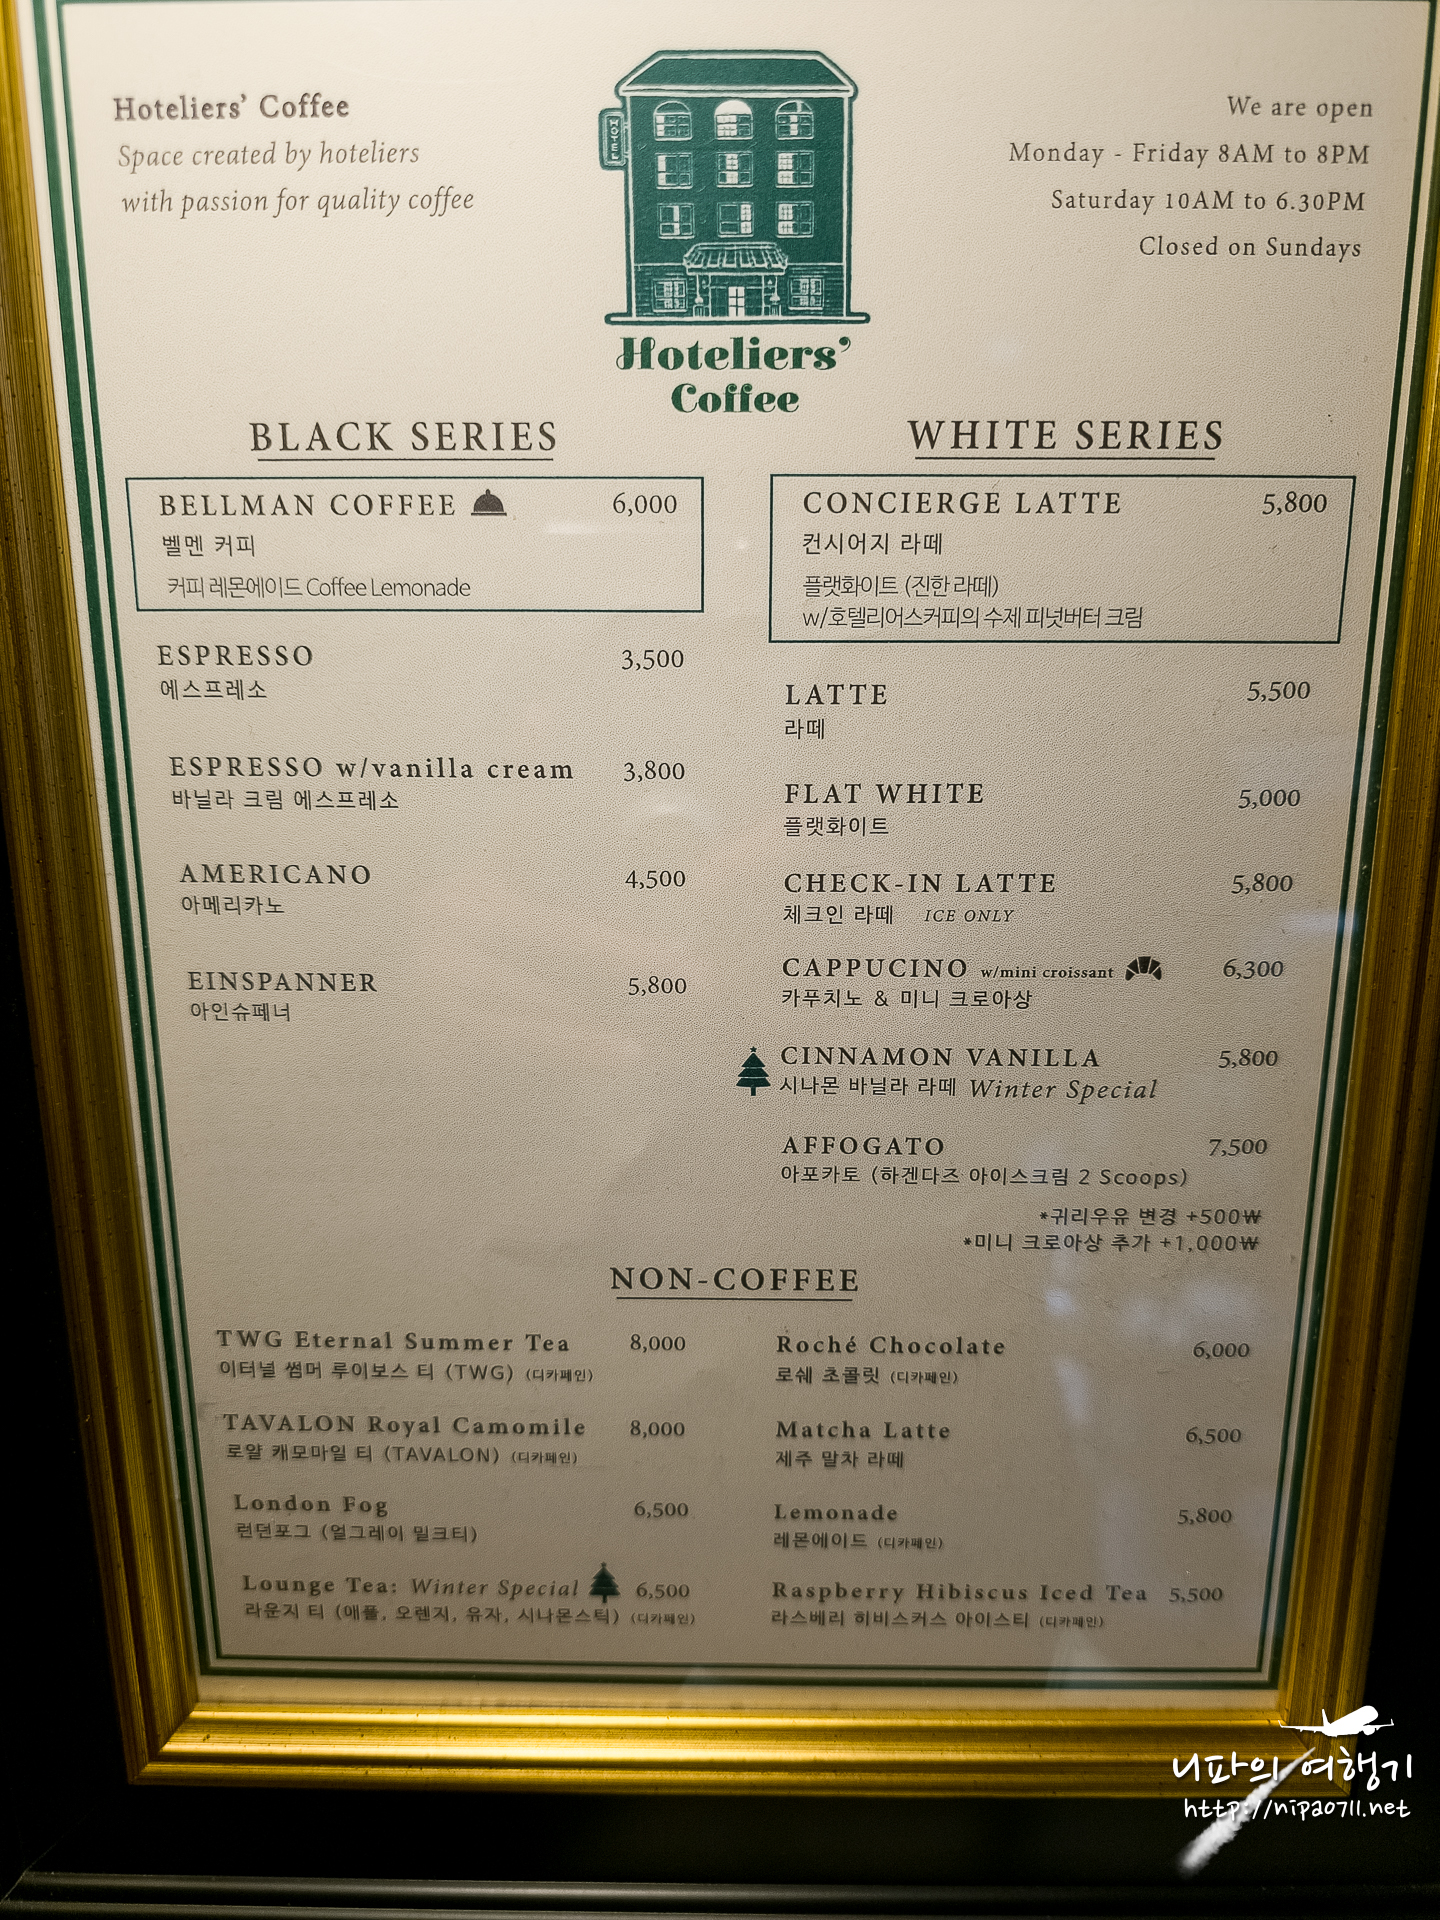 Hoteliers' Coffee
Space created by hoteliers
with passion for quality coffee
HOTEL
We are open
Monday - Friday 8AM to 8PM
Saturday 10AM to 6.30PM
Closed on Sundays
Hoteliers'
Coffee
BLACK SERIES
BELLMAN COFFEE 6,000
벨멘 커피
커피 레몬에이드 Coffee Lemonade
ESPRESSO 3,500
에스프레소
ESPRESSO w/vanilla cream 3,800
바닐라 크림 에스프레소
AMERICANO 4,500
아메리카노
EINSPANNER 5,800
아인슈페너
WHITE SERIES
CONCIERGE LATTE 5,800
컨시어지 라떼
플랫화이트 (진한 라떼)
w/호텔리어스커피의 수제 피넛버터 크림
LATTE 5,500
라떼
FLAT WHITE 5,000
플랫화이트
CHECK-IN LATTE 5,800
체크인 라떼 ICE ONLY
CAPPUCINO w/mini croissant 6,300
카푸치노 & 미니 크로아상
CINNAMON VANILLA 5,800
시나몬 바닐라 라떼 Winter Special
AFFOGATO 7,500
아포카토 (하겐다즈 아이스크림 2 Scoops)
*귀리우유 변경 +500₩
*미니 크로아상 추가 +1,000₩
NON-COFFEE
TWG Eternal Summer Tea 8,000
이터널 썸머 루이보스 티 (TWG) (디카페인)
TAVALON Royal Camomile 8,000
로얄 캐모마일 티 (TAVALON) (디카페인)
London Fog 6,500
런던포그 (얼그레이 밀크티)
Lounge Tea: Winter Special 6,500
라운지 티 (애플, 오렌지, 유자, 시나몬스틱) (디카페인)
Roché Chocolate 6,000
로쉐 초콜릿 (디카페인)
Matcha Latte 6,500
제주 말차 라떼
Lemonade 5,800
레몬에이드 (디카페인)
Raspberry Hibiscus Iced Tea 5,500
라스베리 히비스커스 아이스티 (디카페인)
니파의 여행기
http://nipa0711.net